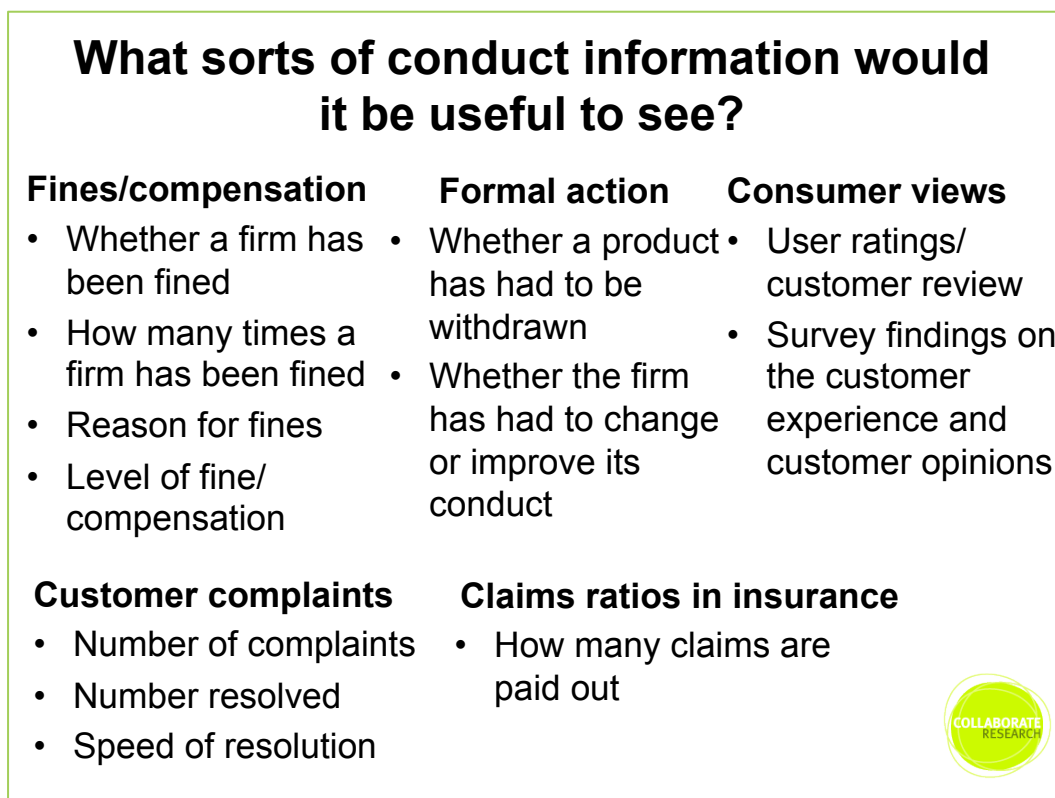 What sorts of conduct information would
it be useful to see?
Fines/compensation
• Whether a firm has
been fined
• How many times a
firm has been fined
• Reason for fines
• Level of fine/
compensation
Formal action
• Whether a product
has had to be
withdrawn
• Whether the firm
has had to change
or improve its
conduct
Consumer views
• User ratings/
customer review
• Survey findings on
the customer
experience and
customer opinions
Customer complaints
• Number of complaints
• Number resolved
• Speed of resolution
Claims ratios in insurance
• How many claims are
paid out
COLLABORATE
RESEARCH